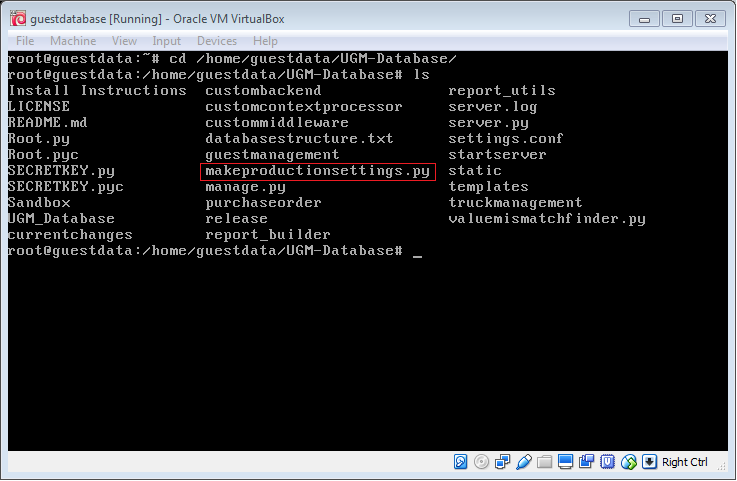 guestdatabase [Running] - Oracle VM VirtualBox
File Machine View Input Devices Help
root@guestdata:~# cd /home/guestdata/UGM-Database/
root@guestdata:/home/guestdata/UGM-Database# ls
Install Instructions custombackend report_utils
LICENSE customcontextprocessor server.log
README.md custommiddleware server.py
Root.py databasestructure.txt settings.conf
Root.pyc guestmanagement startserver
SECRETKEY.py makeproductionsettings.py static
SECRETKEY.pyc manage.py templates
Sandbox purchaseorder truckmanagement
UGM_Database release valuemismatchfinder.py
currentchanges report_builder
root@guestdata:/home/guestdata/UGM-Database# _
Right Ctrl